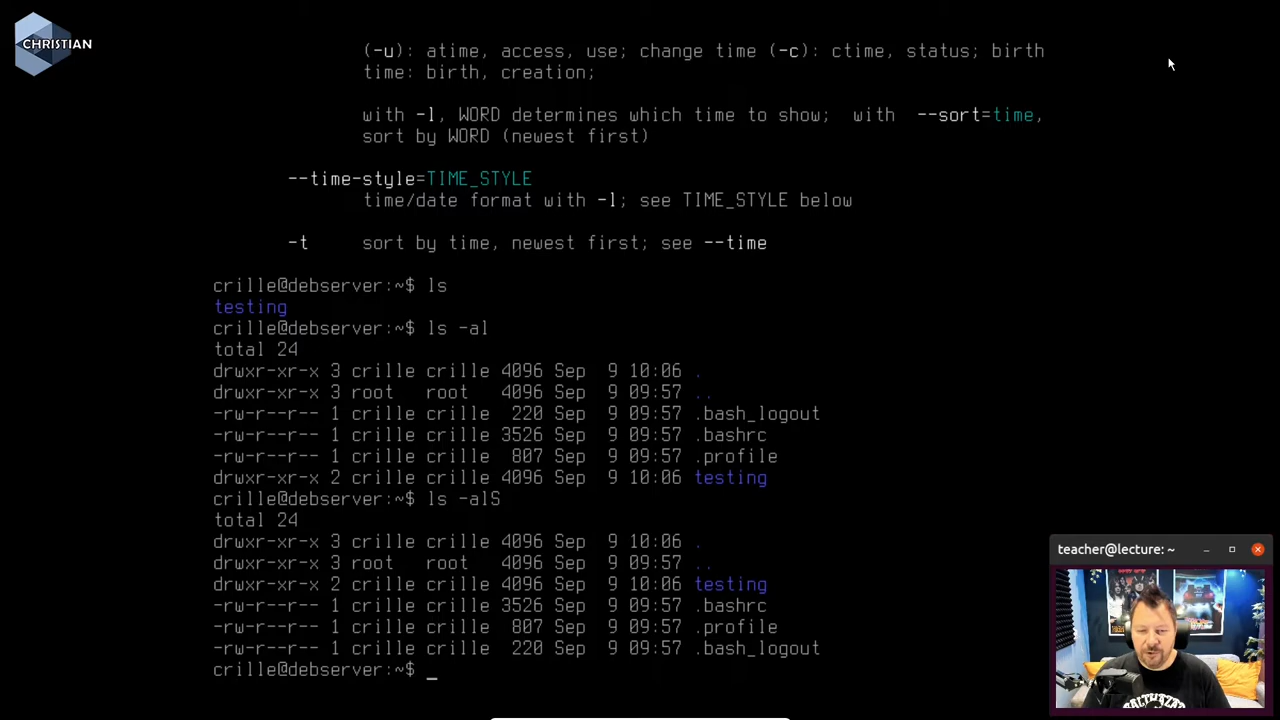 CHRISTIAN
(-u): atime, access, use; change time (-c): ctime, status; birth
time: birth, creation;
with -l, WORD determines which time to show;  with  --sort=time,
sort by WORD (newest first)
--time-style=TIME_STYLE
time/date format with -l; see TIME_STYLE below
-t     sort by time, newest first; see --time
crille@debserver:~$ ls
testing
crille@debserver:~$ ls -al
total 24
drwxr-xr-x 3 crille crille 4096 Sep  9 10:06 .
drwxr-xr-x 3 root   root   4096 Sep  9 09:57 ..
-rw-r--r-- 1 crille crille  220 Sep  9 09:57 .bash_logout
-rw-r--r-- 1 crille crille 3526 Sep  9 09:57 .bashrc
-rw-r--r-- 1 crille crille  807 Sep  9 09:57 .profile
drwxr-xr-x 2 crille crille 4096 Sep  9 10:06 testing
crille@debserver:~$ ls -alS
total 24
drwxr-xr-x 3 crille crille 4096 Sep  9 10:06 .
drwxr-xr-x 3 root   root   4096 Sep  9 09:57 ..
drwxr-xr-x 2 crille crille 4096 Sep  9 10:06 testing
-rw-r--r-- 1 crille crille 3526 Sep  9 09:57 .bashrc
-rw-r--r-- 1 crille crille  807 Sep  9 09:57 .profile
-rw-r--r-- 1 crille crille  220 Sep  9 09:57 .bash_logout
crille@debserver:~$ _
teacher@lecture: ~